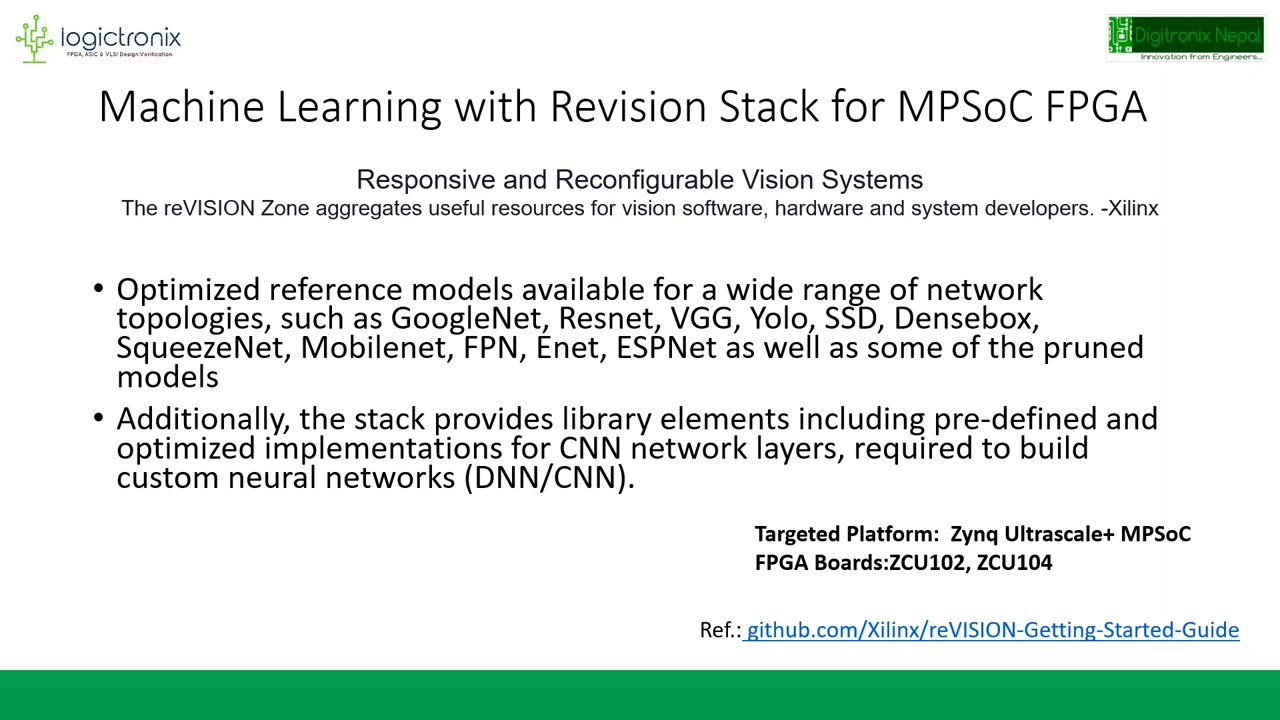 logictronix
FPGA, ASIC & VLSI Design:Verification
Digitronix Nepal
Innovation from Engineers...
Machine Learning with Revision Stack for MPSoC FPGA
Responsive and Reconfigurable Vision Systems
The reVISION Zone aggregates useful resources for vision software, hardware and system developers. -Xilinx
• Optimized reference models available for a wide range of network
topologies, such as GoogleNet, Resnet, VGG, Yolo, SSD, Densebox,
SqueezeNet, Mobilenet, FPN, Enet, ESPNet as well as some of the pruned
models
• Additionally, the stack provides library elements including pre-defined and
optimized implementations for CNN network layers, required to build
custom neural networks (DNN/CNN).
Targeted Platform: Zynq Ultrascale+ MPSoC
FPGA Boards:ZCU102, ZCU104
Ref.: github.com/Xilinx/reVISION-Getting-Started-Guide